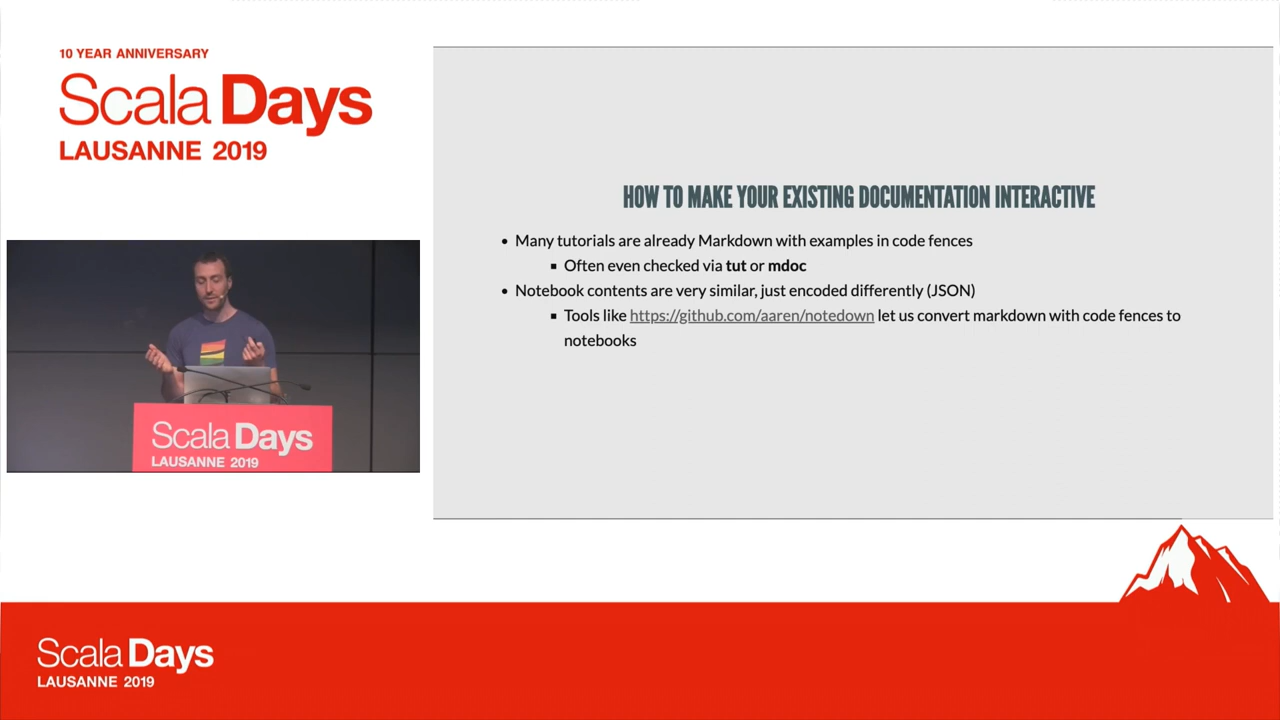 10 YEAR ANNIVERSARY
Scala Days
LAUSANNE 2019
HOW TO MAKE YOUR EXISTING DOCUMENTATION INTERACTIVE
• Many tutorials are already Markdown with examples in code fences
▪ Often even checked via tut or mdoc
• Notebook contents are very similar, just encoded differently (JSON)
▪ Tools like https://github.com/aaren/notedown let us convert markdown with code fences to
notebooks
Scala Days
LAUSANNE 2019
Scala Days
LAUSANNE 2019